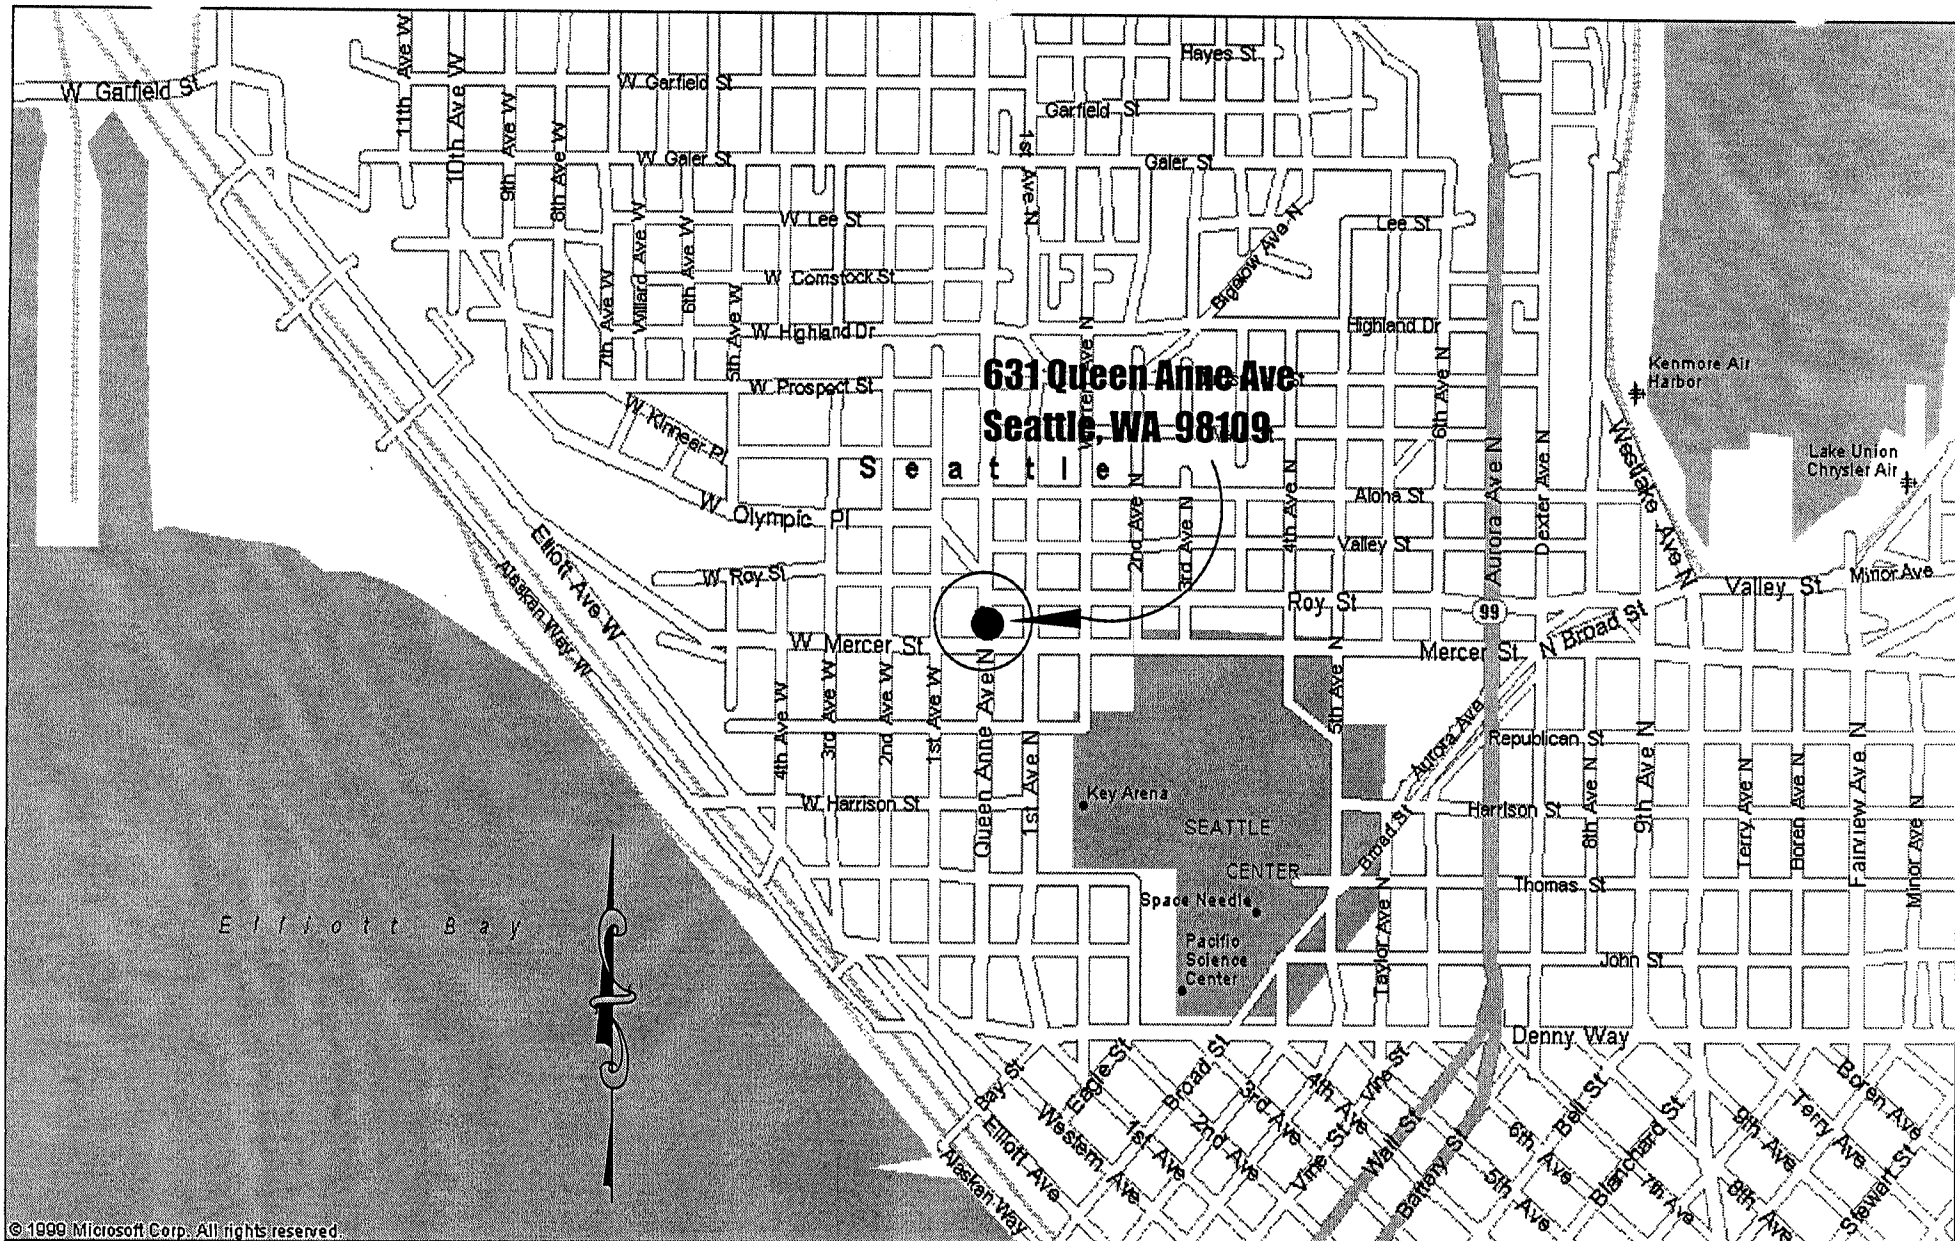 Hayes St
11th Ave W
10th Ave W
W Garfield St
W Garfield St
Garfield St
9th Ave W
8th Ave W
1st Ave N
W Galer St
Galer St
W Lee St
Lee St
Willard Ave W
6th Ave W
Bigelow Ave N
W Comstock St
7th Ave W
5th Ave W
W Highland Dr
Highland Dr
Kenmore Air
Harbor
631 Queen Anne Ave
Seattle, WA 98109
W Prospect St
6th Ave N
W Kinnear Pl
Seattle
Westlake Ave N
Lake Union
Chrysler Air
Aloha St
2nd Ave N
3rd Ave N
4th Ave N
Aurora Ave N
Dexter Ave N
W Olympic Pl
Valley St
Elliott Ave W
Alaskan Way W
W Roy St
Roy St
99
Valley St
Minor Ave
W Mercer St
Mercer St
N Broad St
5th Ave N
4th Ave W
3rd Ave W
2nd Ave W
1st Ave W
Queen Anne Ave N
1st Ave N
Aurora Ave
Republican St
Key Arena
W Harrison St
Harrison St
8th Ave N
9th Ave N
Terry Ave N
Boren Ave N
Fairview Ave N
Minor Ave N
SEATTLE
CENTER
Broad St
Thomas St
Space Needle
Taylor Ave N
Elliott Bay
Pacific
Science
Center
John St
Denny Way
Bay St
Eagle St
Broad St
3rd Ave
4th Ave
Vine St
Western Ave
Elliott Ave
Alaskan Way
1st Ave
2nd Ave
Vine St
Wall St
Battery St
6th Ave
5th Ave
Bell St
Blanchard St
7th Ave
9th Ave
8th Ave
Terry Ave
Boren Ave
Stewart St
© 1999 Microsoft Corp. All rights reserved.